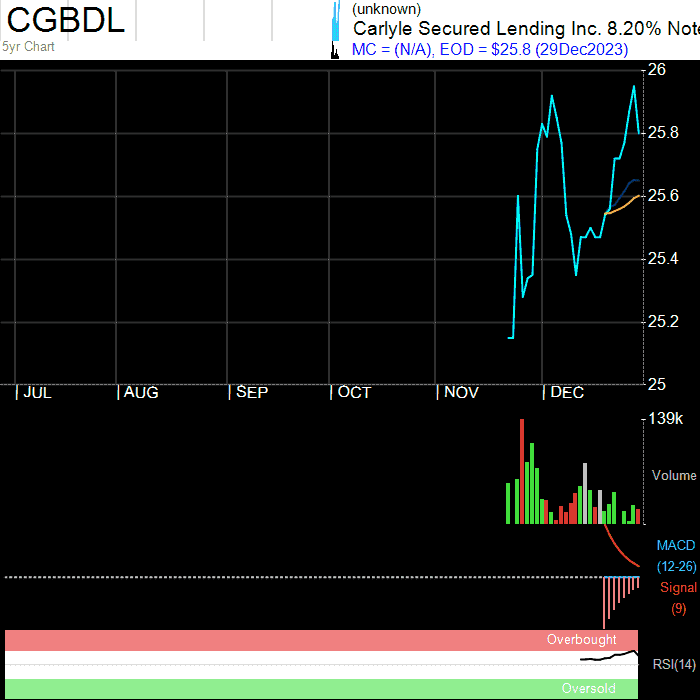 CGBDL
5yr Chart
(unknown)
Carlyle Secured Lending Inc. 8.20% Note
MC = (N/A), EOD = $25.8 (29Dec2023)
26
25.8
25.6
25.4
25.2
25
JUL AUG SEP OCT NOV DEC
139k
Volume
MACD
(12-26)
Signal
(9)
Overbought
RSI(14)
Oversold